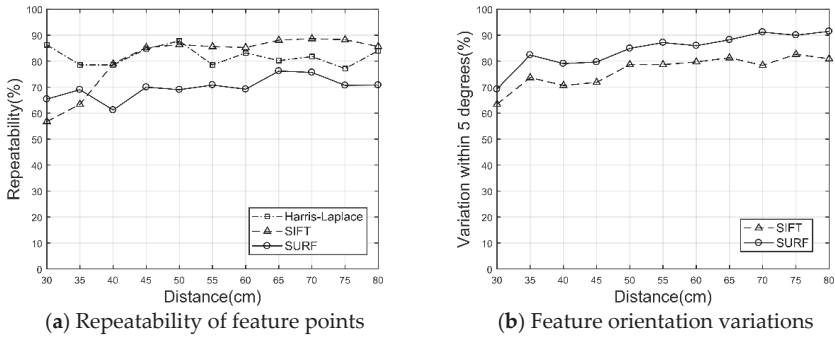 100
90
80
70
60
50
40
30
20
10
0
Repeatability(%)
Harris-Laplace
SIFT
SURF
30 35 40 45 50 55 60 65 70 75 80
Distance(cm)
(a) Repeatability of feature points
100
90
80
70
60
50
40
30
20
10
0
Variation within 5 degrees(%)
SIFT
SURF
30 35 40 45 50 55 60 65 70 75 80
Distance(cm)
(b) Feature orientation variations